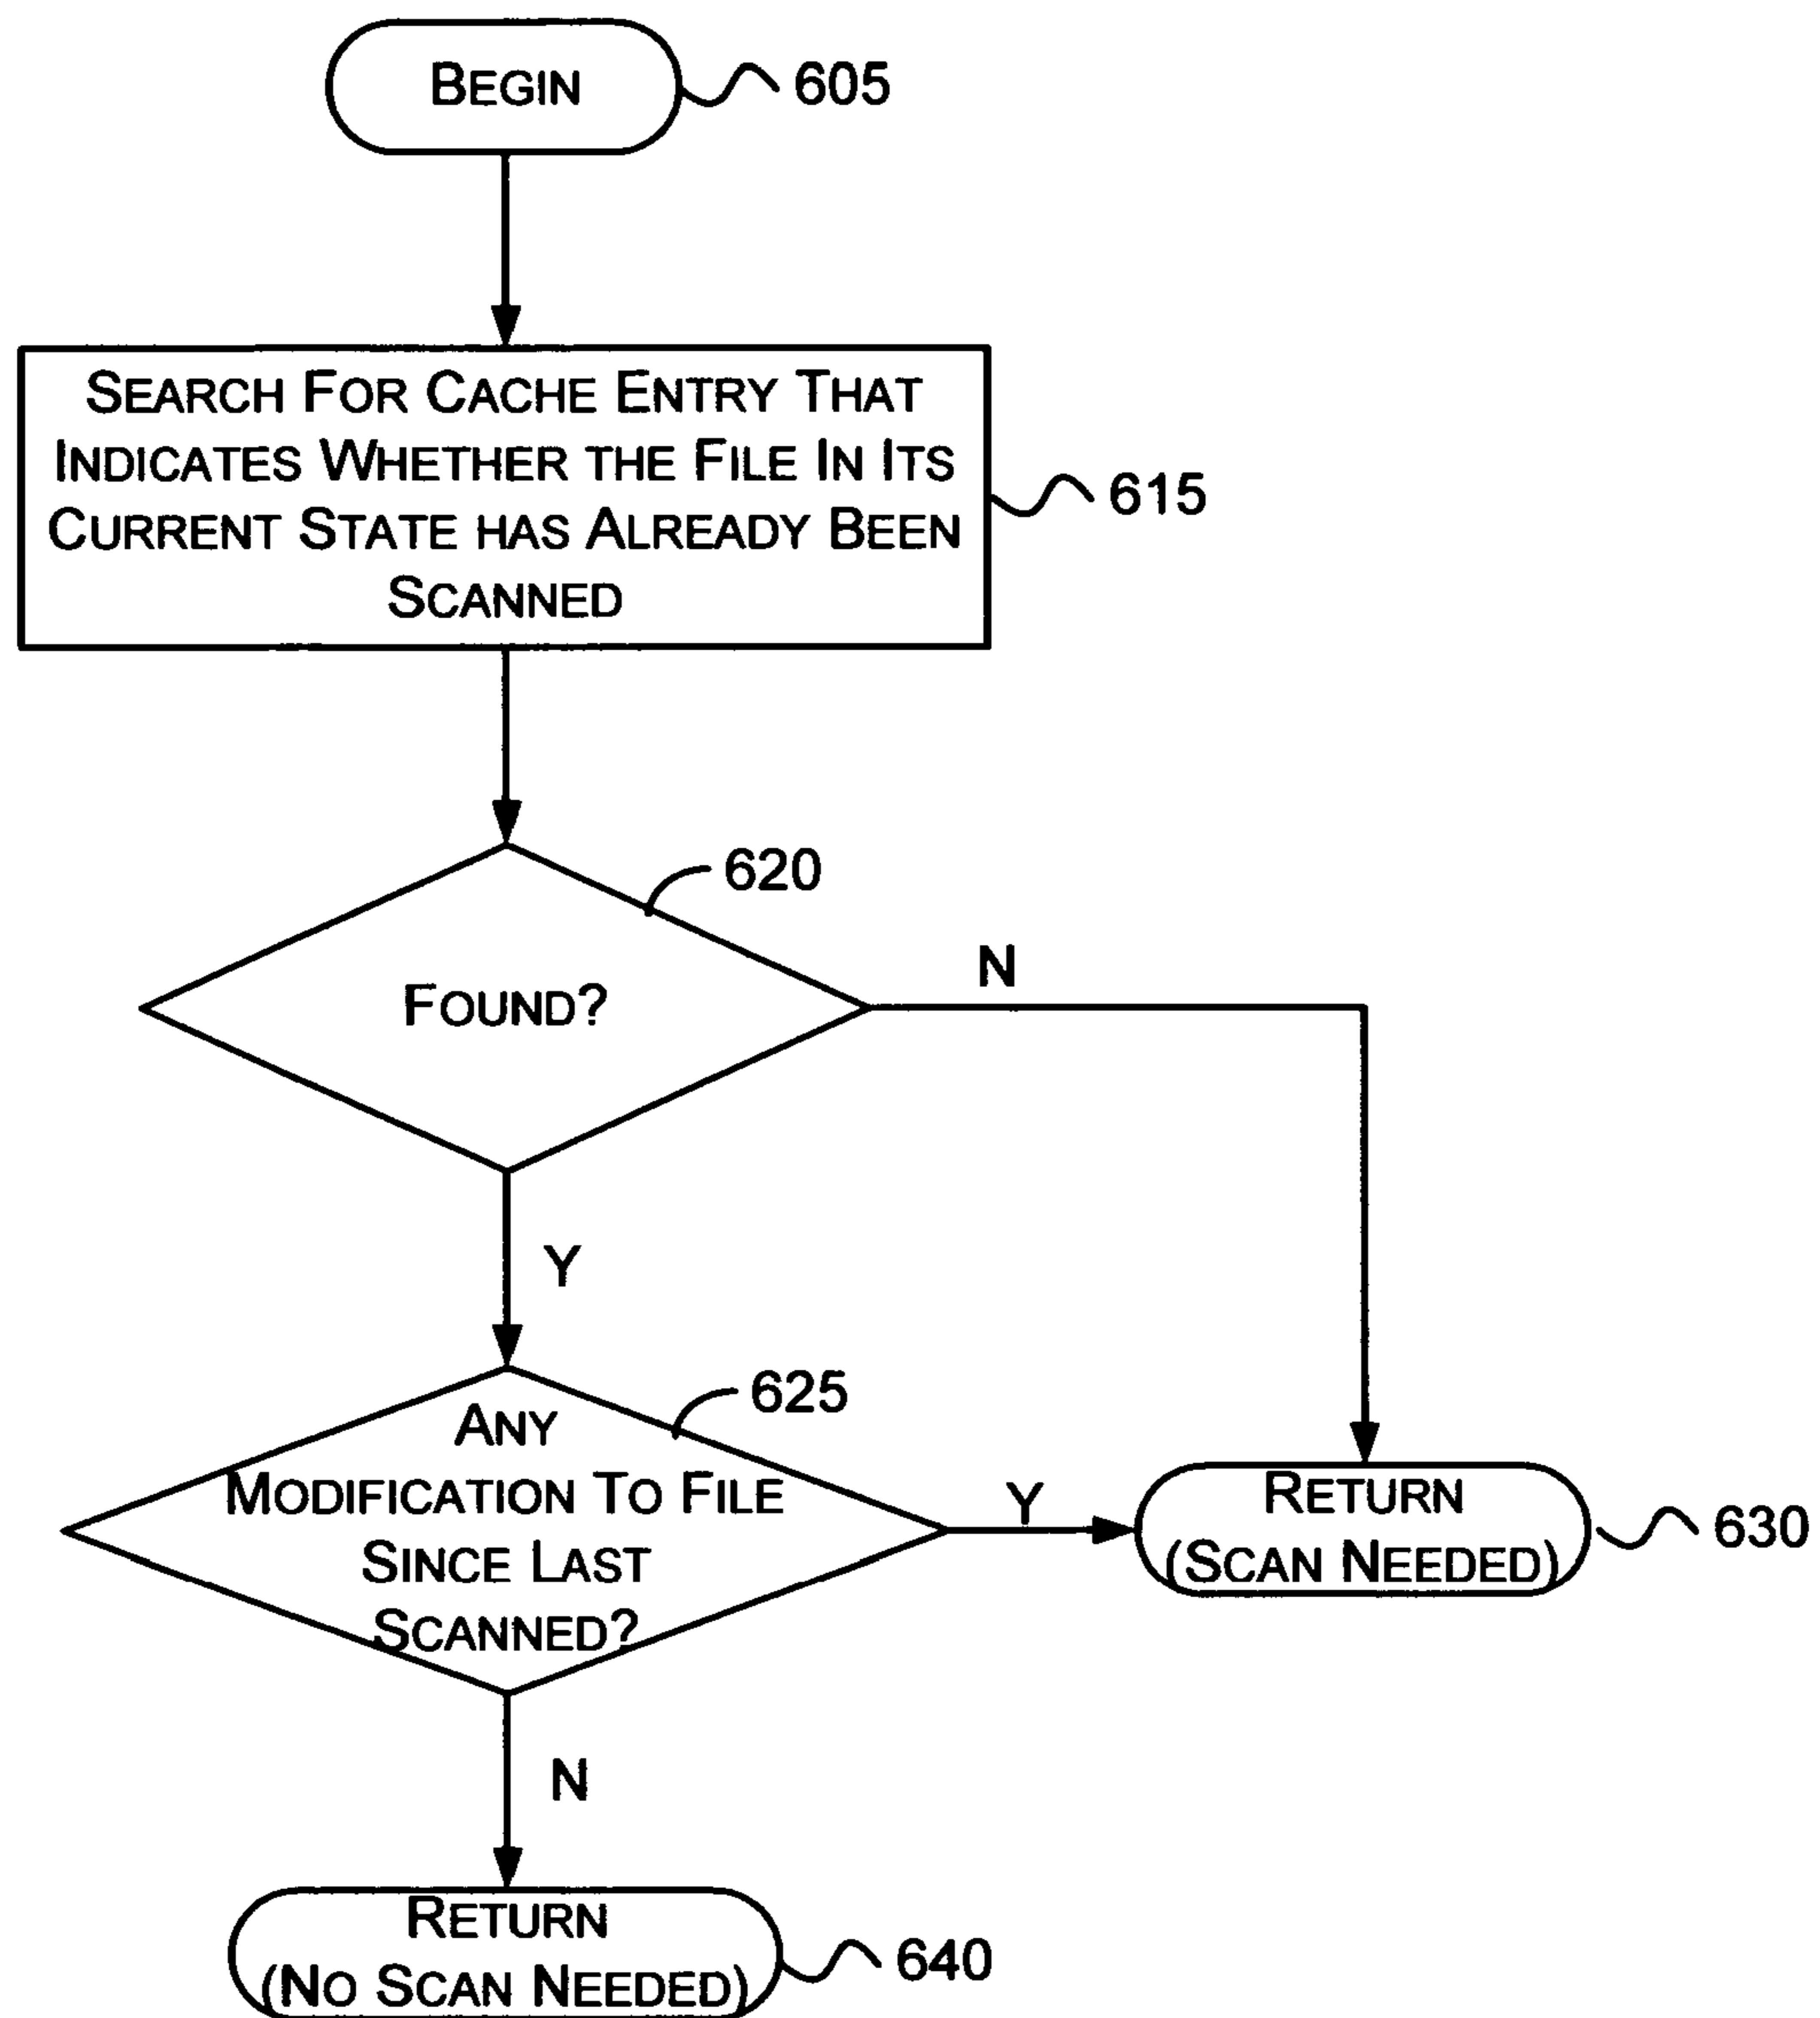 BEGIN
605
SEARCH FOR CACHE ENTRY THAT
INDICATES WHETHER THE FILE IN ITS
CURRENT STATE HAS ALREADY BEEN
SCANNED
615
620
FOUND?
N
Y
625
ANY
MODIFICATION TO FILE
SINCE LAST
SCANNED?
Y
RETURN
(SCAN NEEDED)
630
N
RETURN
(NO SCAN NEEDED)
640